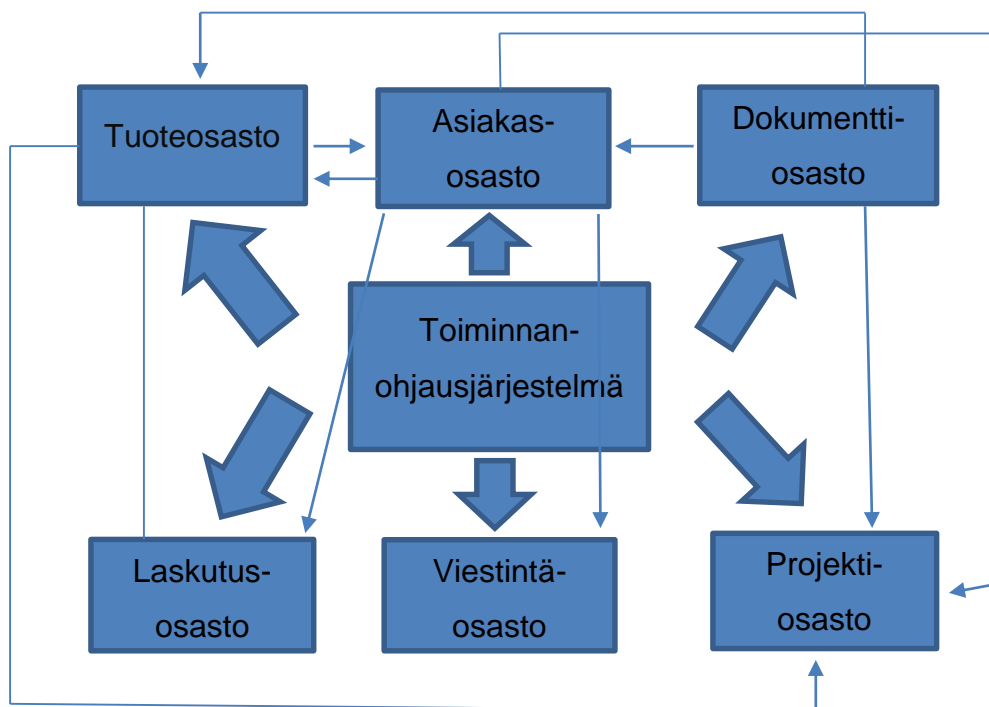 Tuoteosasto
Asiakas-
osasto
Dokumentti-
osasto
Toiminnan-
ohjausjärjestelmä
Laskutus-
osasto
Viestintä-
osasto
Projekti-
osasto